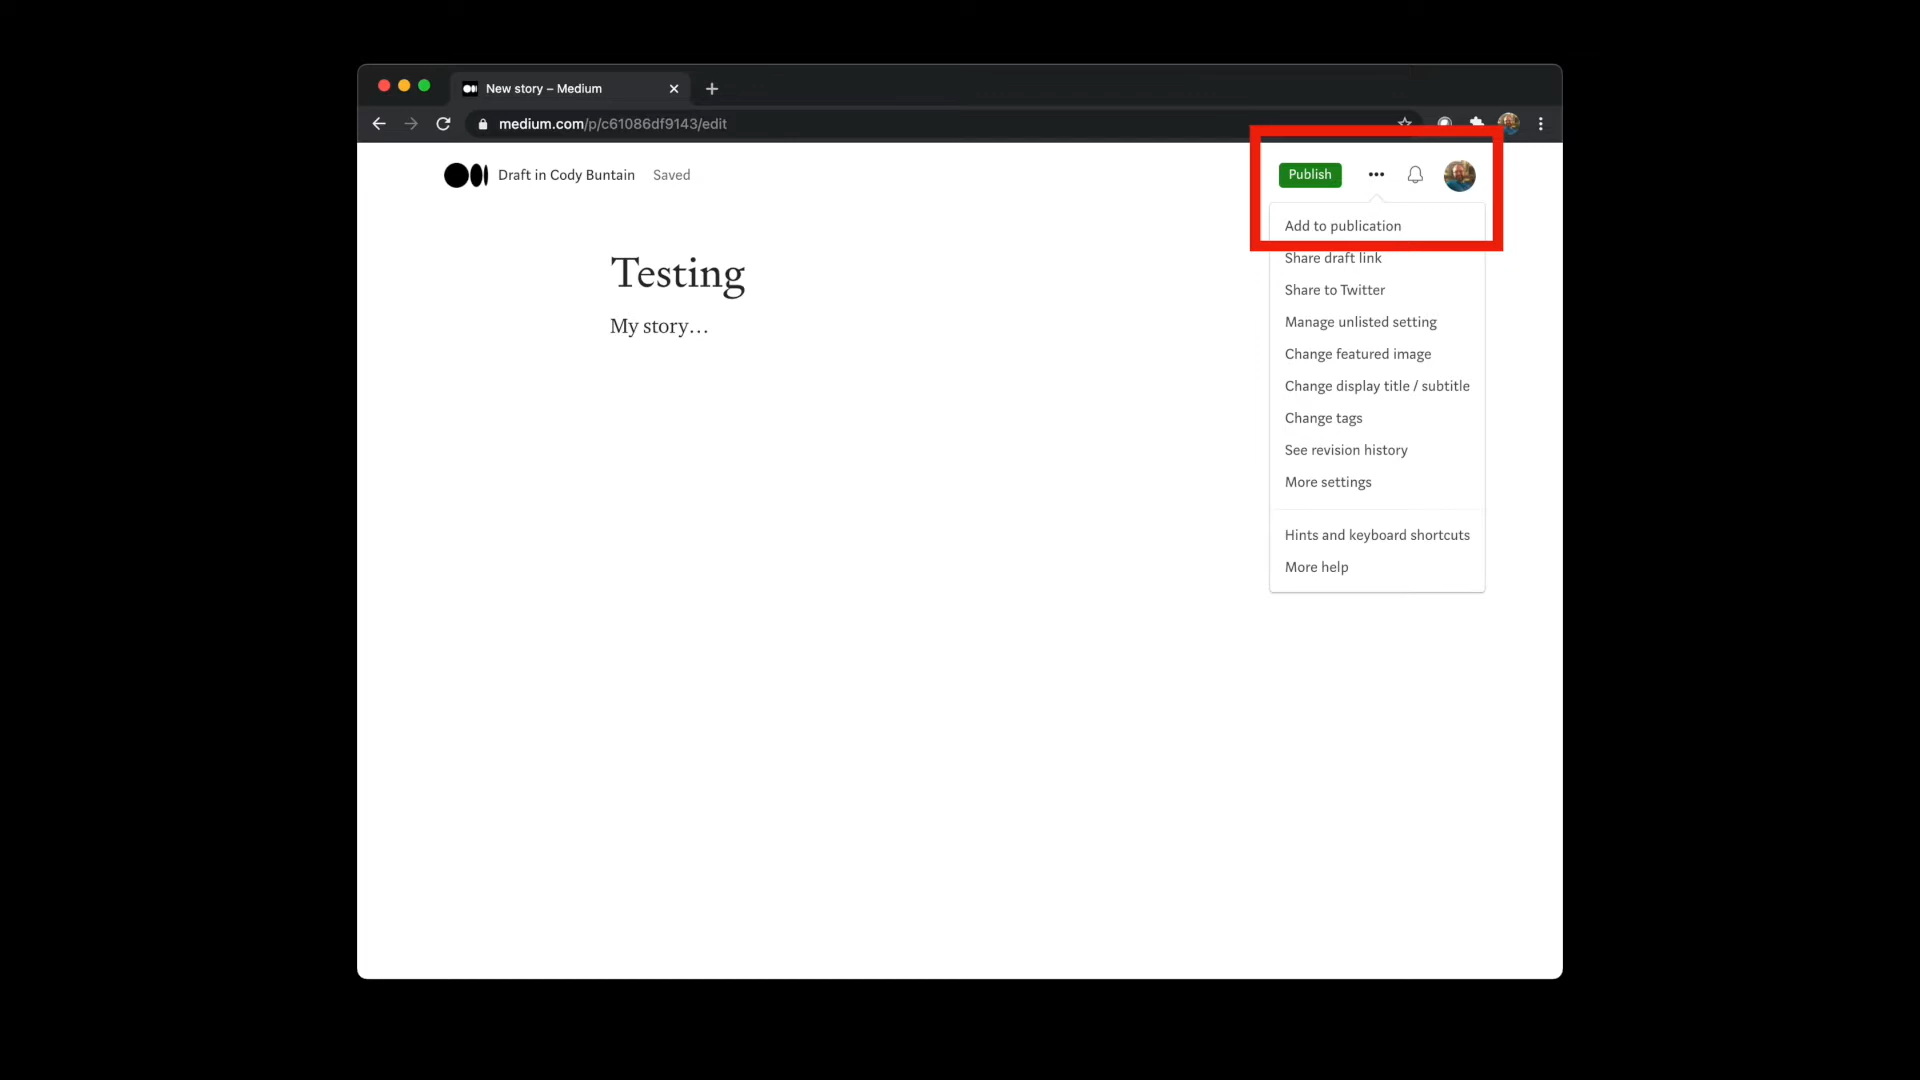 New story – Medium
medium.com/p/c61086df9143/edit
Draft in Cody Buntain Saved
Publish
Add to publication
Share draft link
Share to Twitter
Manage unlisted setting
Change featured image
Change display title / subtitle
Change tags
See revision history
More settings
Hints and keyboard shortcuts
More help
Testing
My story…